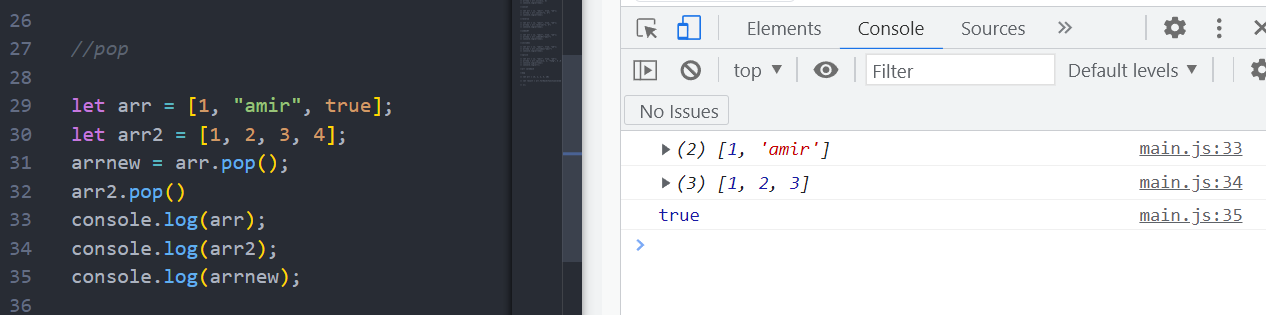 26
27 //pop
28
29 let arr = [1, "amir", true];
30 let arr2 = [1, 2, 3, 4];
31 arrnew = arr.pop();
32 arr2.pop()
33 console.log(arr);
34 console.log(arr2);
35 console.log(arrnew);
36
Elements Console Sources
top Filter Default levels
No Issues
(2) [1, 'amir'] main.js:33
(3) [1, 2, 3] main.js:34
true main.js:35